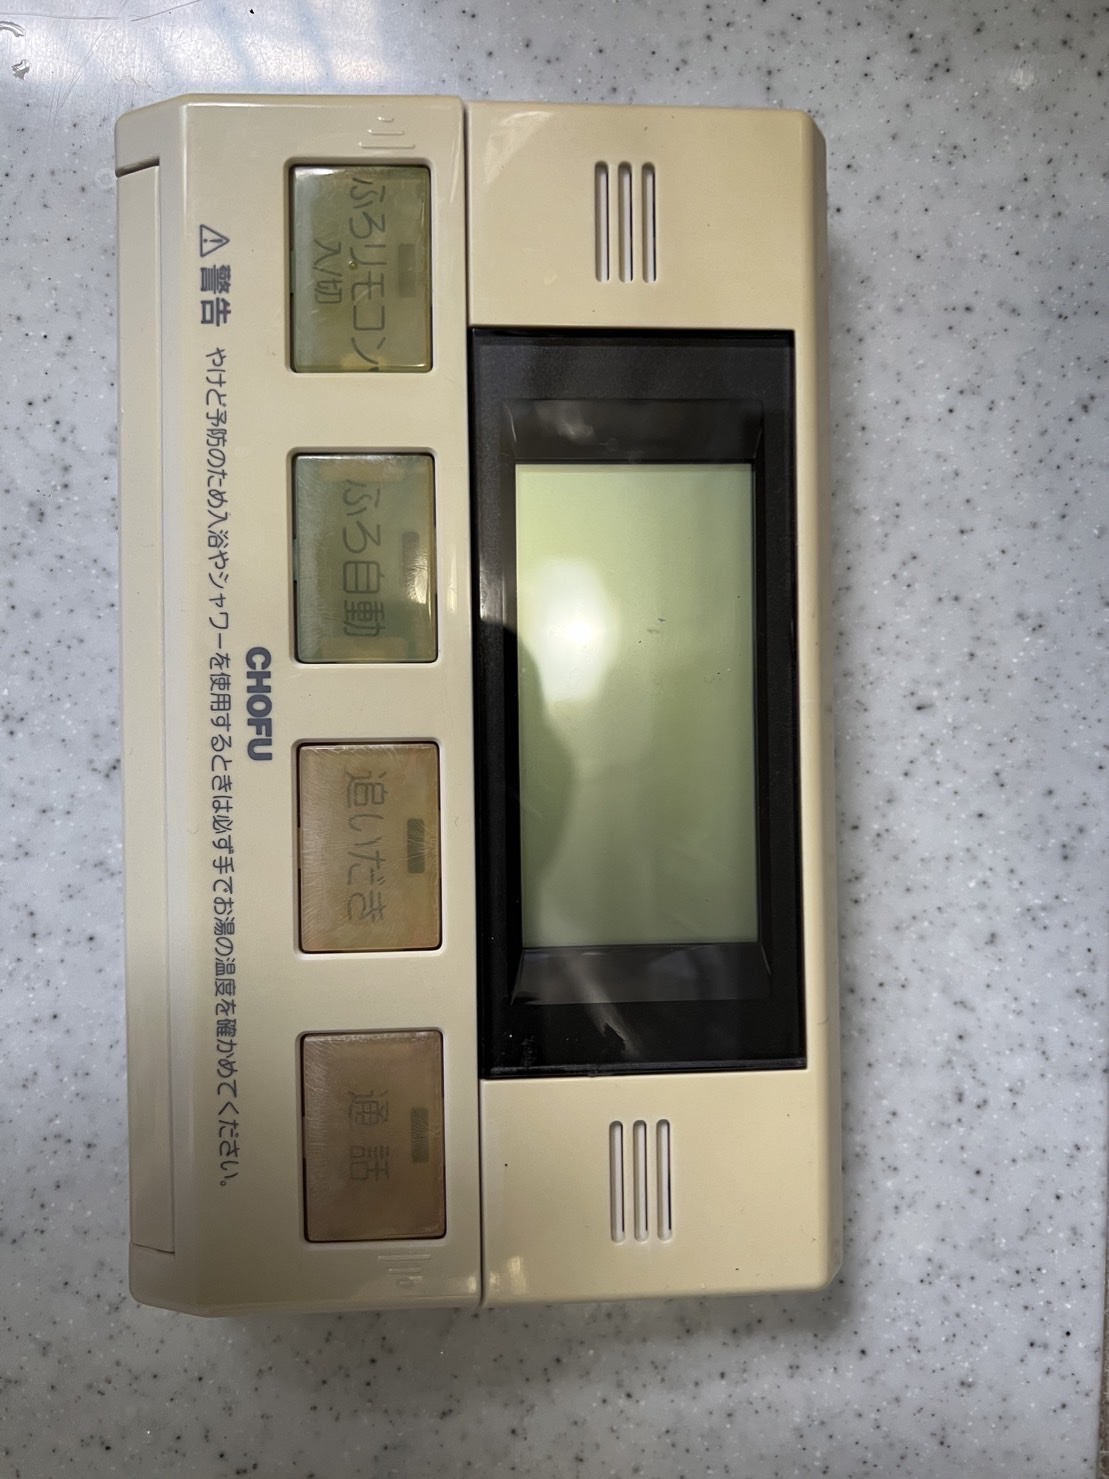 ふろリモコン
入/切
ふろ自動
追いだき
通話
CHOFU
⚠警告 やけど予防のため入浴やシャワーを使用するときは必ず手でお湯の温度を確かめてください。